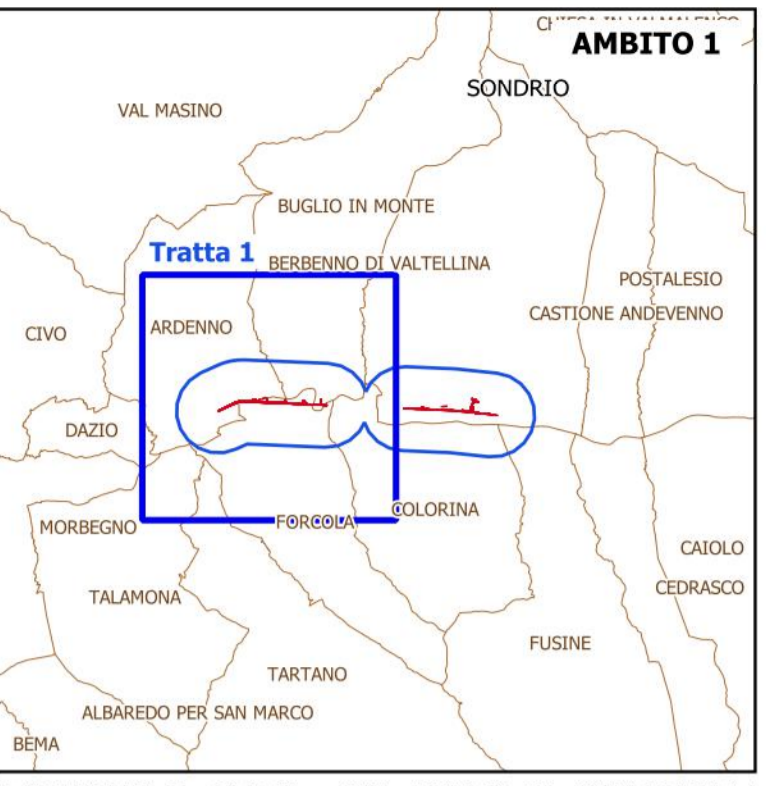 AMBITO 1
SONDRIO
VAL MASINO
BUGLIO IN MONTE
Tratta 1
BERBENNO DI VALTELLINA
POSTALESIO
CASTIONE ANDEVENNO
ARDENNO
CIVO
DAZIO
COLORINA
FORCOLA
MORBEGNO
CAIOLO
CEDRASCO
TALAMONA
FUSINE
TARTANO
ALBAREDO PER SAN MARCO
BEMA